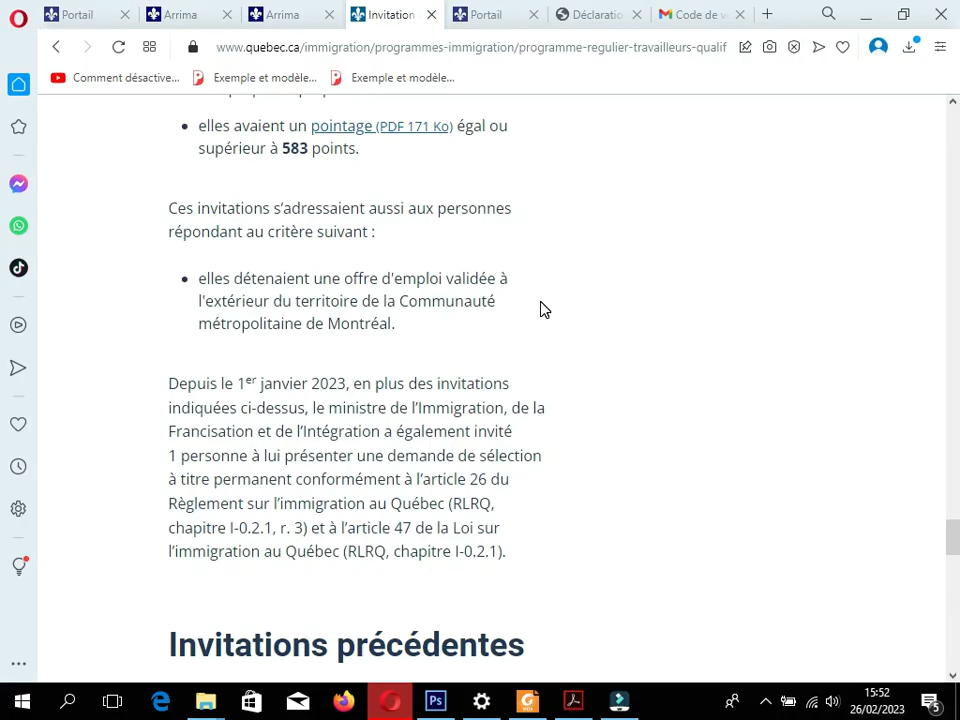 Portail
Arrima
Arrima
Invitation
Portail
Déclaratio
Code de v
www.quebec.ca/immigration/programmes-immigration/programme-regulier-travailleurs-qualif
Comment désactive...
Exemple et modèle...
Exemple et modèle...
elles avaient un pointage (PDF 171 Ko) égal ou
supérieur à 583 points.
Ces invitations s’adressaient aussi aux personnes
répondant au critère suivant :
elles détenaient une offre d'emploi validée à
l'extérieur du territoire de la Communauté
métropolitaine de Montréal.
Depuis le 1er janvier 2023, en plus des invitations
indiquées ci-dessus, le ministre de l’Immigration, de la
Francisation et de l’Intégration a également invité
1 personne à lui présenter une demande de sélection
à titre permanent conformément à l’article 26 du
Règlement sur l’immigration au Québec (RLRQ,
chapitre I-0.2.1, r. 3) et à l’article 47 de la Loi sur
l’immigration au Québec (RLRQ, chapitre I-0.2.1).
Invitations précédentes
Ps
15:52
26/02/2023
5